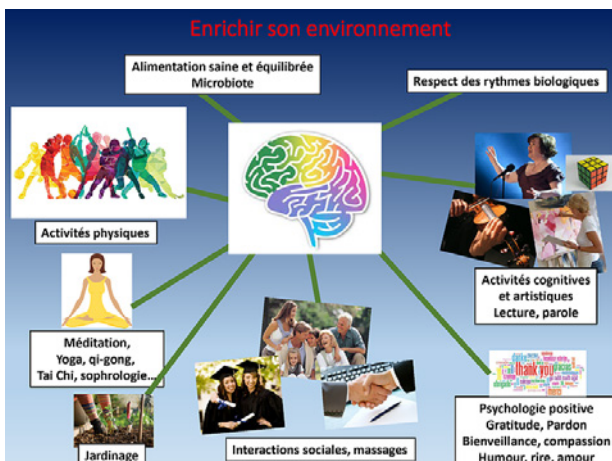 Enrichir son environnement
Alimentation saine et équilibrée
Microbiote
Respect des rythmes biologiques
Activités physiques
Activités cognitives
et artistiques
Lecture, parole
Méditation,
Yoga, qi-gong,
Tai Chi, sophrologie...
thank you
Psychologie positive
Gratitude, Pardon
Bienveillance, compassion
Humour, rire, amour
Jardinage
Interactions sociales, massages